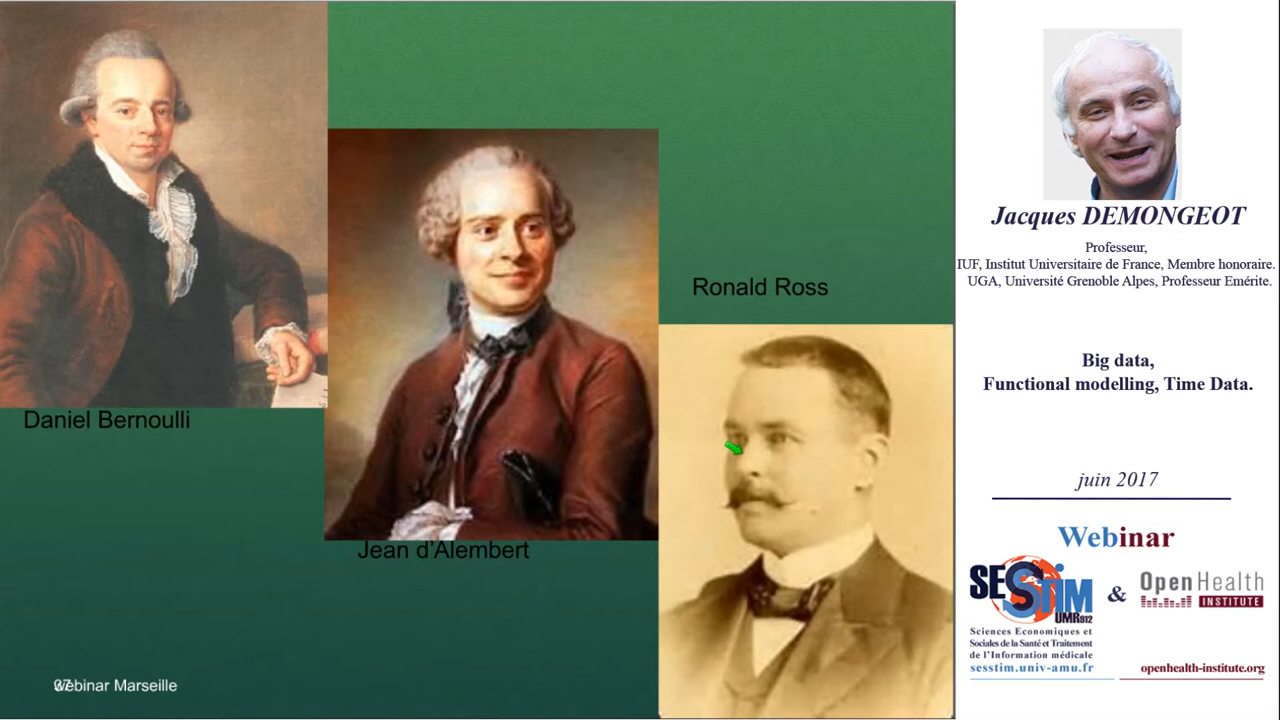 Daniel Bernoulli
Jean d'Alembert
Ronald Ross
Webinar Marseille
Jacques DEMONGEOT
Professeur,
IUF, Institut Universitaire de France, Membre honoraire.
UGA, Université Grenoble Alpes, Professeur Emérite.
Big data,
Functional modelling, Time Data.
juin 2017
Webinar
SESSTIM
UMR912
&
Open Health
INSTITUTE
Sciences Economiques et
Sociales de la Santé et Traitement
de l'Information médicale
sesstim.univ-amu.fr
openhealth-institute.org